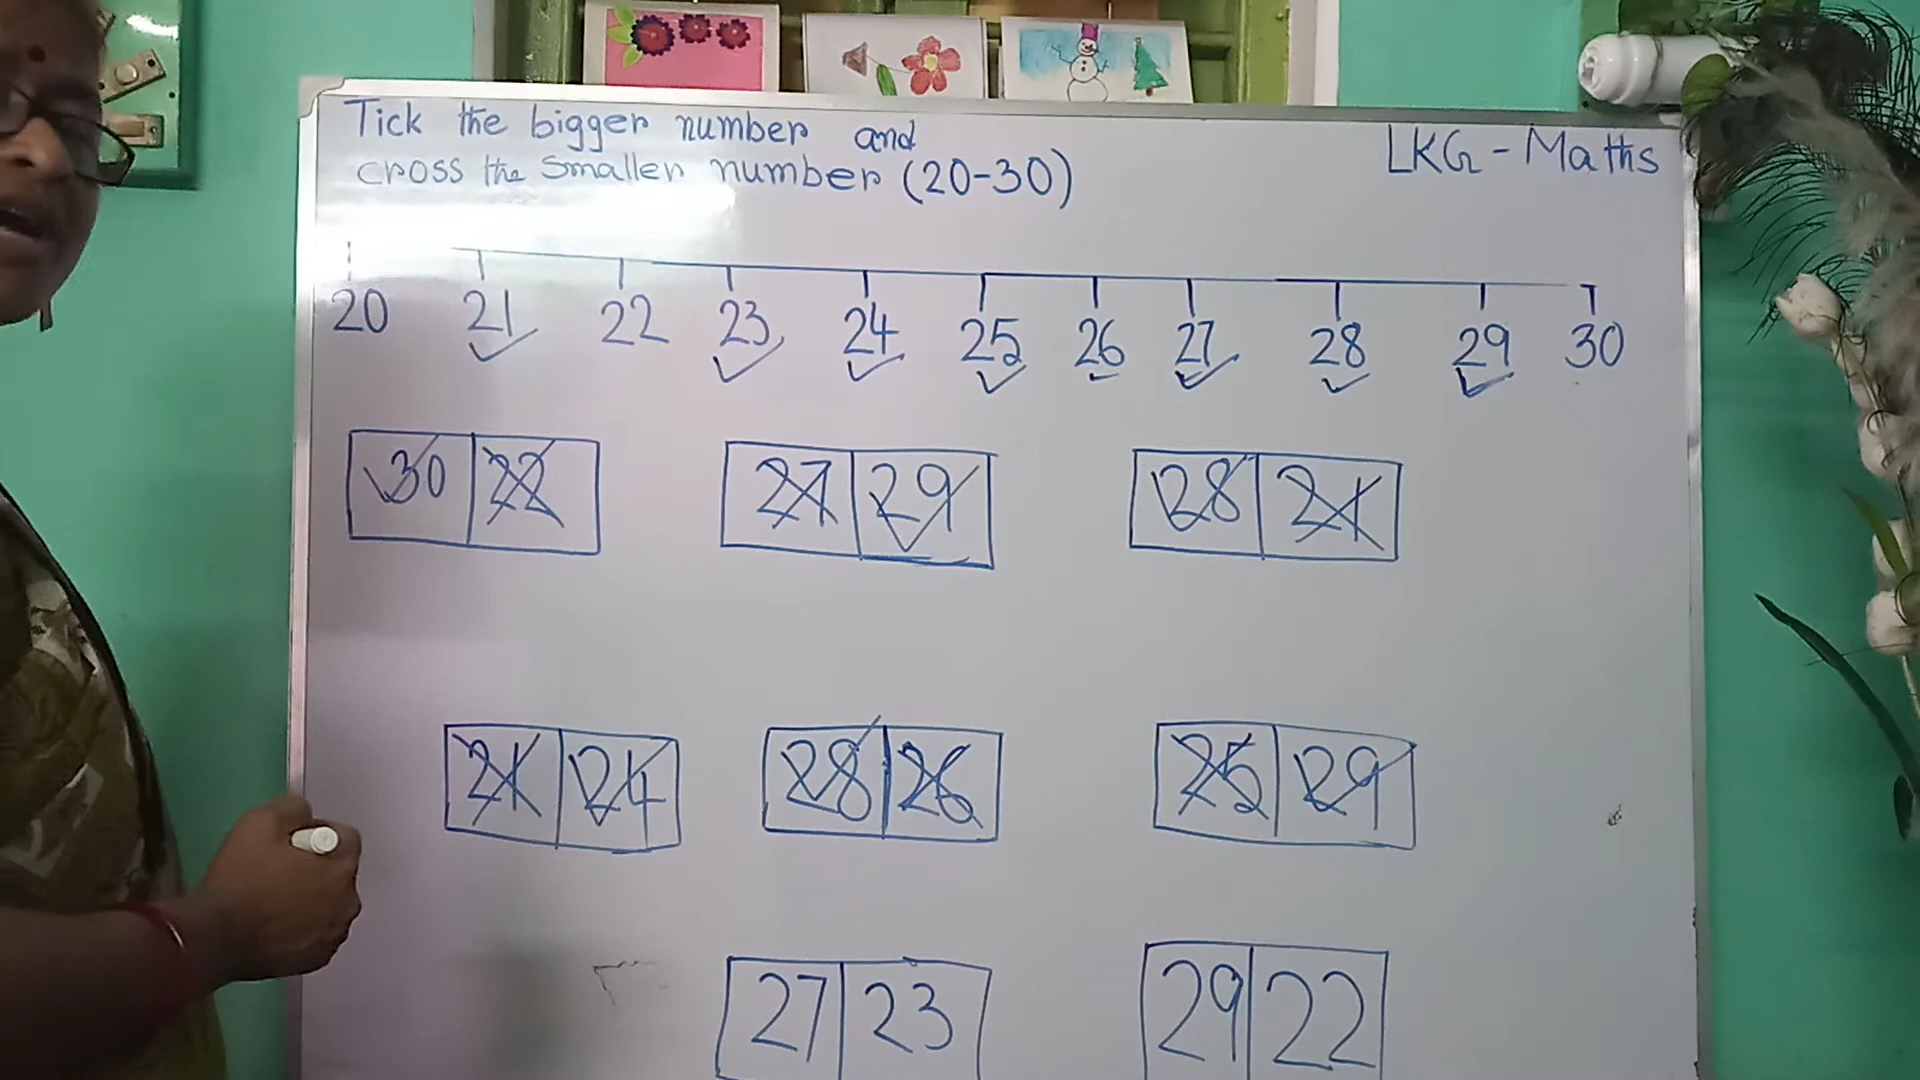 Tick the bigger number and
cross the smaller number (20-30)
LKG - Maths
20 21 22 23 24 25 26 27 28 29 30
30 22
27 29
28 21
21 24
28 26
25 29
27 23
29 22